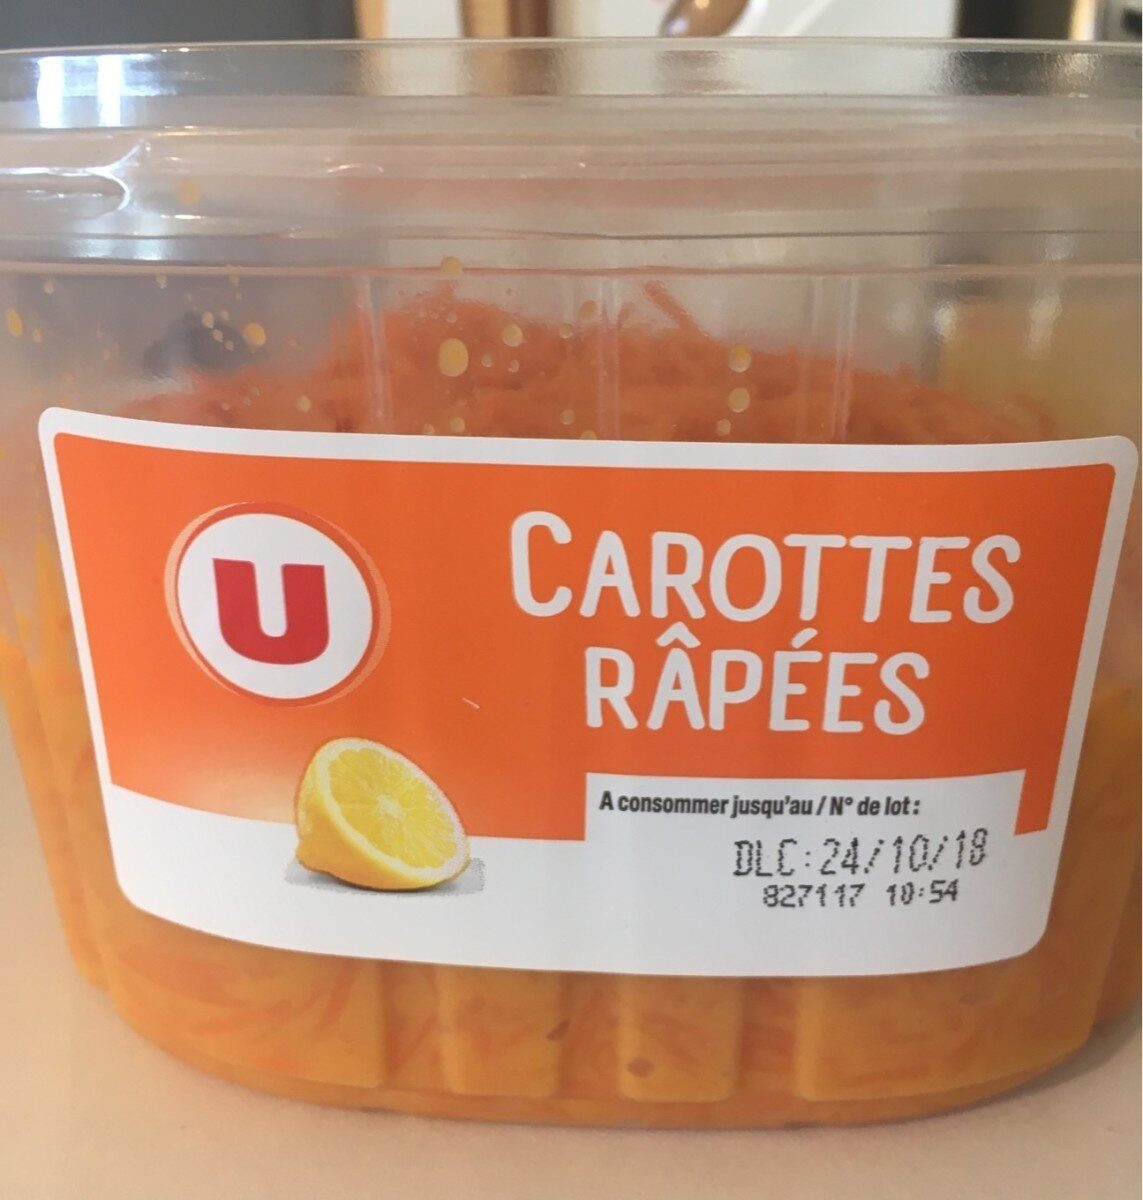 U
CAROTTES
RÂPÉES
A consommer jusqu'au / N° de lot :
DLC:24/10/18
827117 10:54